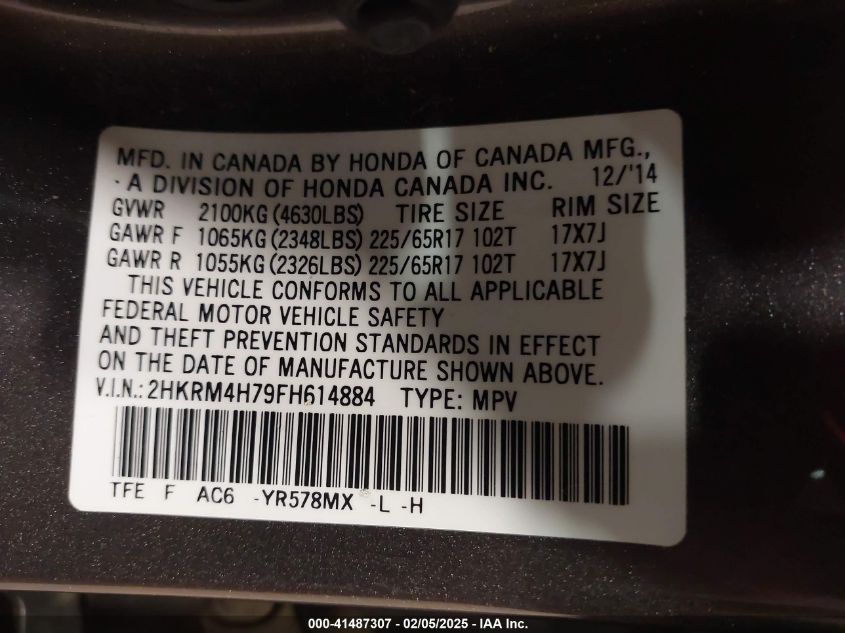 MFD. IN CANADA BY HONDA OF CANADA MFG.,
- A DIVISION OF HONDA CANADA INC. 12/'14
GVWR 2100KG (4630LBS) TIRE SIZE RIM SIZE
GAWR F 1065KG (2348LBS) 225/65R17 102T 17X7J
GAWR R 1055KG (2326LBS) 225/65R17 102T 17X7J
THIS VEHICLE CONFORMS TO ALL APPLICABLE
FEDERAL MOTOR VEHICLE SAFETY
AND THEFT PREVENTION STANDARDS IN EFFECT
ON THE DATE OF MANUFACTURE SHOWN ABOVE.
V.I.N.: 2HKRM4H79FH614884 TYPE: MPV
TFE F AC6 -YR578MX -L -H
000-41487307 - 02/05/2025 - IAA Inc.